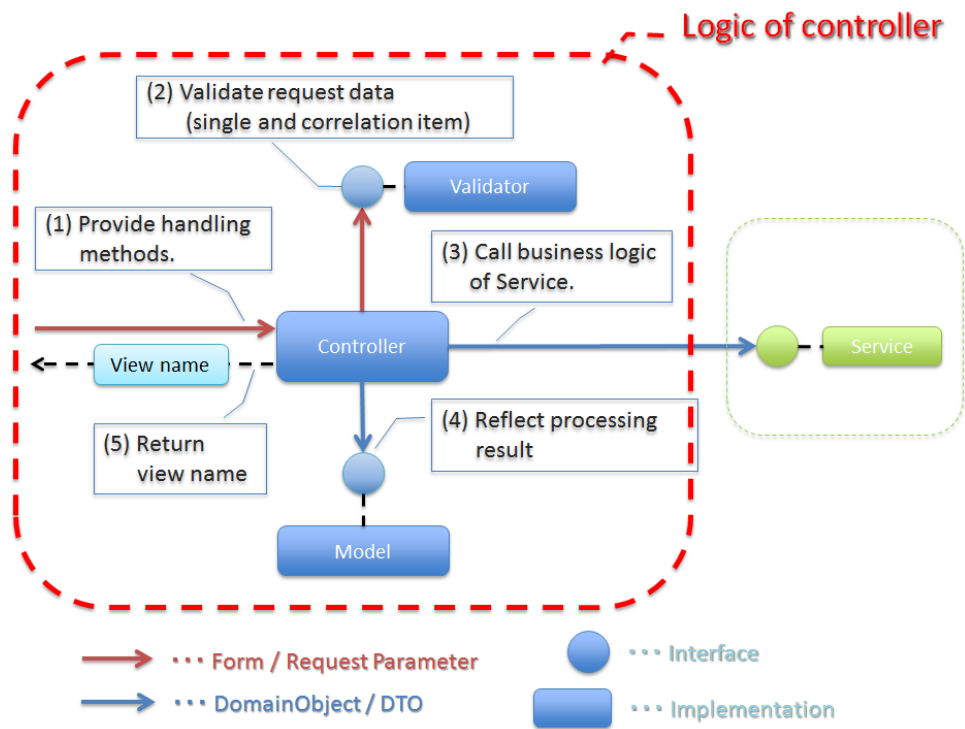 Logic of controller
(2) Validate request data
(single and correlation item)
Validator
(1) Provide handling
methods.
(3) Call business logic
of Service.
Controller
Service
View name
(4) Reflect processing
result
(5) Return
view name
Model
··· Form / Request Parameter
··· Interface
··· DomainObject / DTO
··· Implementation